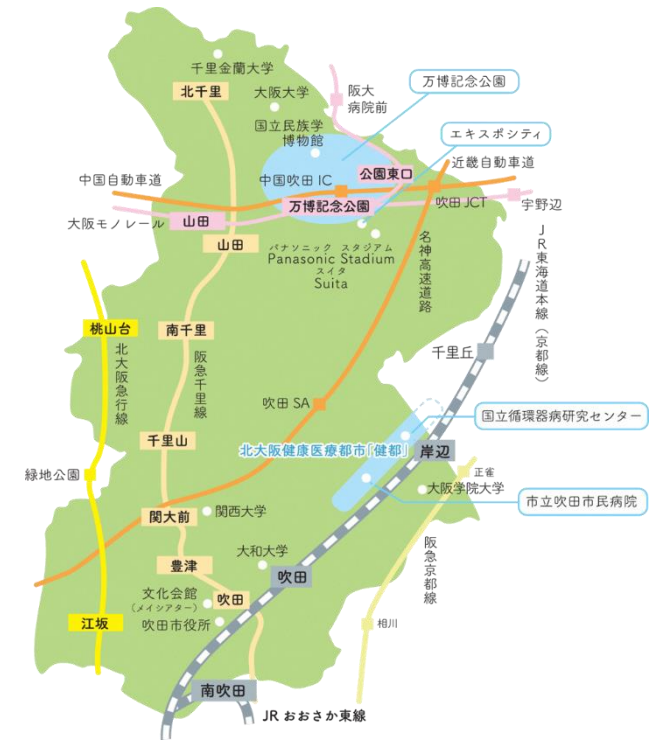 千里金蘭大学
北千里
大阪大学
阪大
病院前
万博記念公園
国立民族学
博物館
エキスポシティ
公園東口
近畿自動車道
中国自動車道
中国吹田 IC
万博記念公園
吹田 JCT
宇野辺
大阪モノレール
山田
山田
パナソニック スタジアム
Panasonic Stadium
スイタ
Suita
名神高速道路
JR東海道本線(京都線)
桃山台
北大阪急行線
南千里
阪急千里線
千里丘
吹田 SA
国立循環器病研究センター
千里山
北大阪健康医療都市「健都」
岸辺
緑地公園
正雀
大阪学院大学
市立吹田市民病院
関大前
関西大学
阪急京都線
大和大学
豊津
吹田
文化会館
(メイシアター)
吹田
江坂
吹田市役所
相川
南吹田
JR おおさか東線